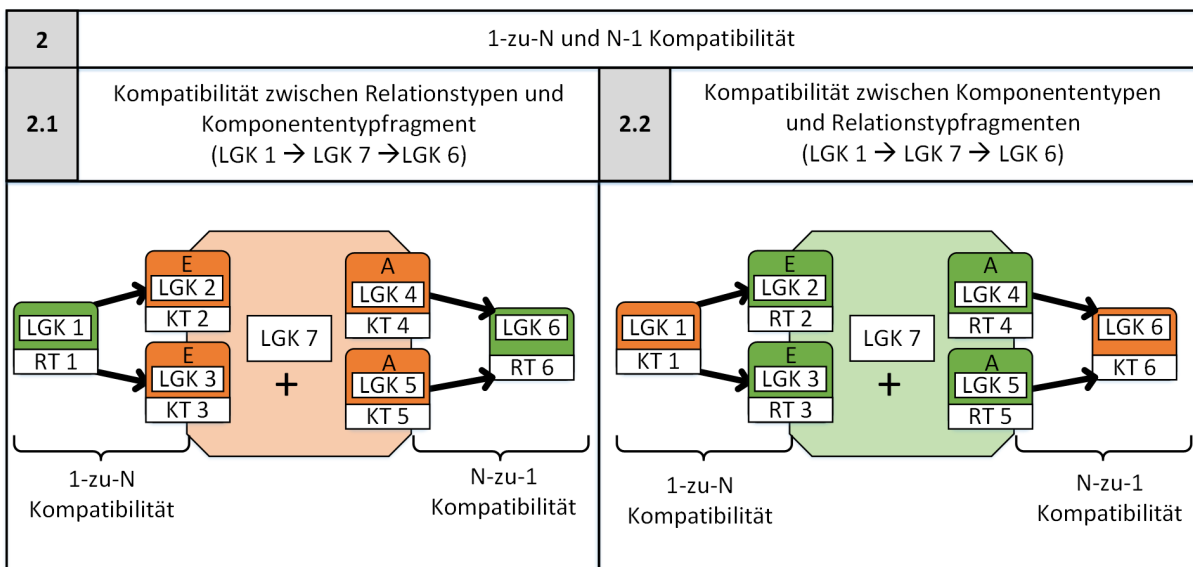 2
1-zu-N und N-1 Kompatibilität
2.1
Kompatibilität zwischen Relationstypen und
Komponententypfragment
(LGK 1 → LGK 7 →LGK 6)
2.2
Kompatibilität zwischen Komponententypen
und Relationstypfragmenten
(LGK 1 → LGK 7 → LGK 6)
LGK 1
RT 1
E
LGK 2
KT 2
E
LGK 3
KT 3
LGK 7
+
A
LGK 4
KT 4
A
LGK 5
KT 5
LGK 6
RT 6
1-zu-N
Kompatibilität
N-zu-1
Kompatibilität
LGK 1
KT 1
E
LGK 2
RT 2
E
LGK 3
RT 3
LGK 7
+
A
LGK 4
RT 4
A
LGK 5
RT 5
LGK 6
KT 6
1-zu-N
Kompatibilität
N-zu-1
Kompatibilität